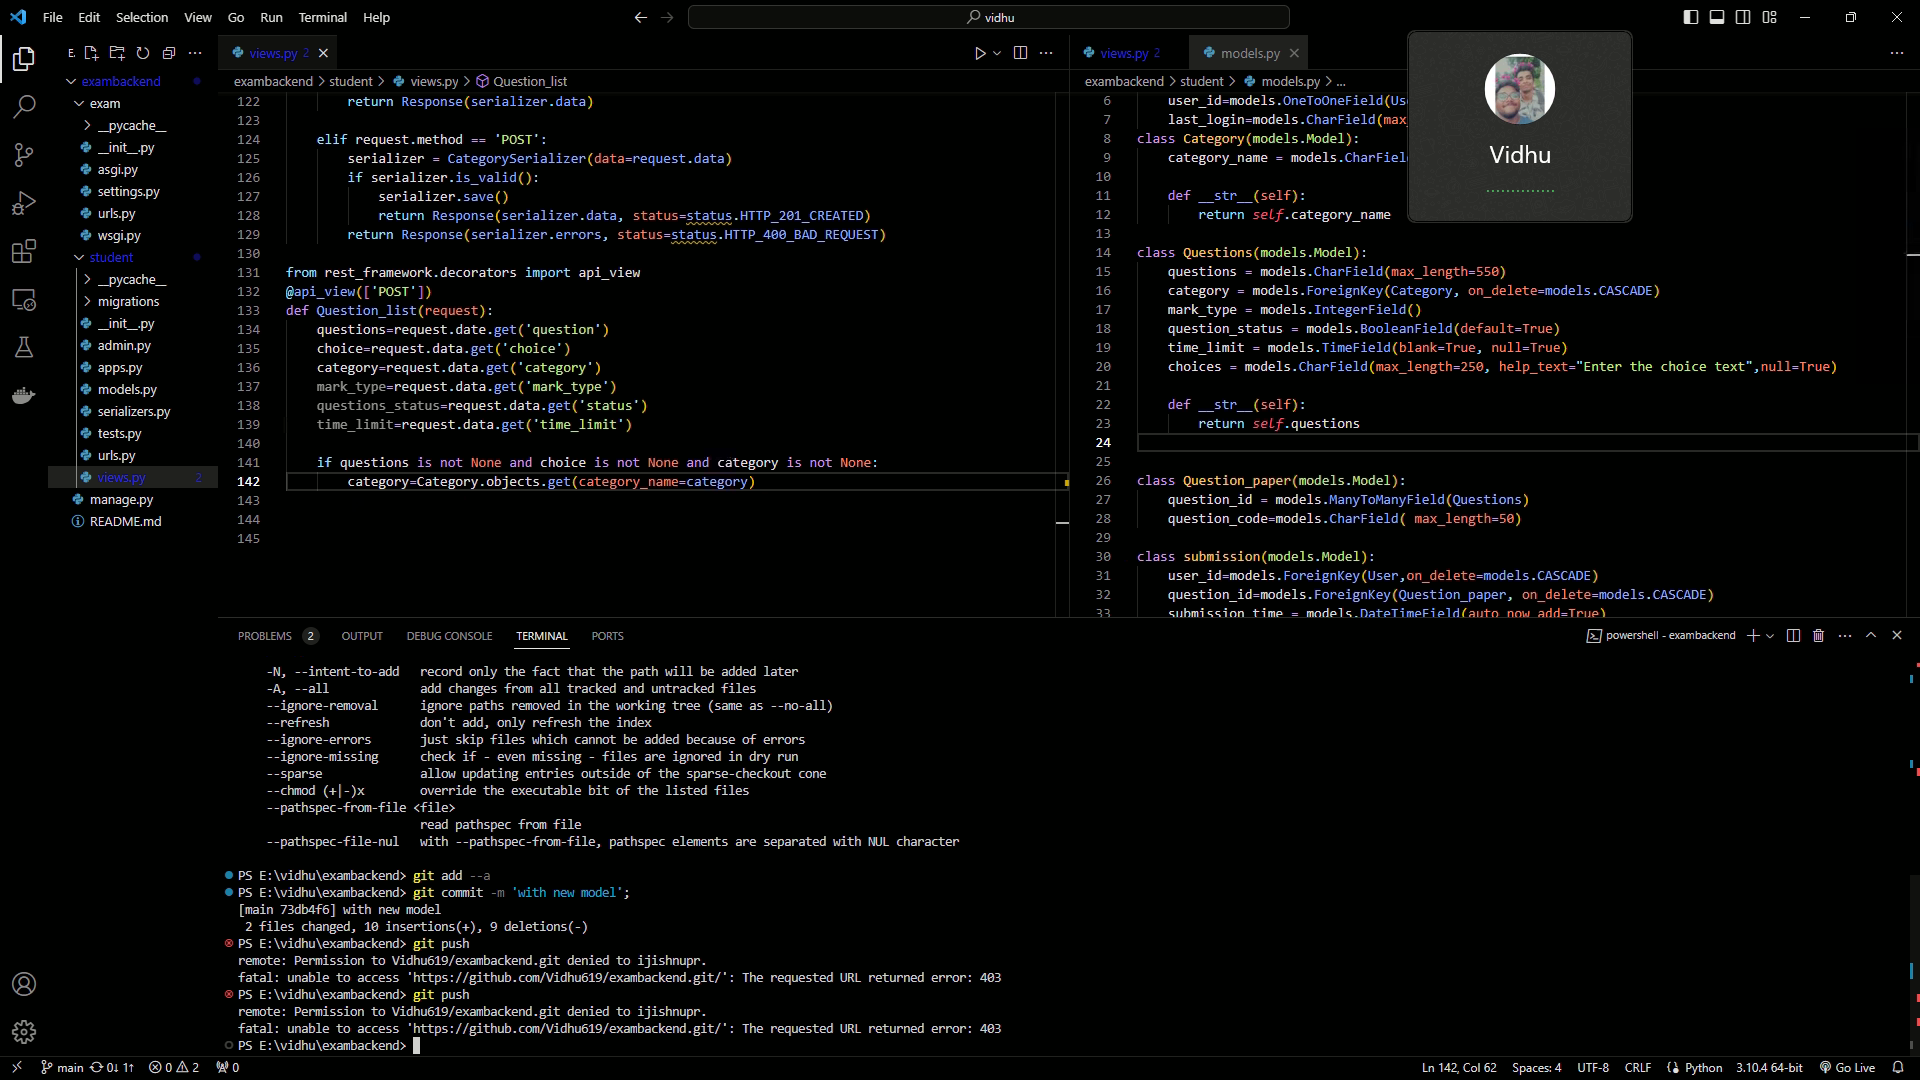 File Edit Selection View Go Run Terminal Help
vidhu
E
exambackend
exam
__pycache__
__init__.py
asgi.py
settings.py
urls.py
wsgi.py
student
__pycache__
migrations
__init__.py
admin.py
apps.py
models.py
serializers.py
tests.py
urls.py
views.py 2
manage.py
README.md
views.py 2
exambackend > student > views.py > Question_list
122 return Response(serializer.data)
123
124 elif request.method == 'POST':
125 serializer = CategorySerializer(data=request.data)
126 if serializer.is_valid():
127 serializer.save()
128 return Response(serializer.data, status=status.HTTP_201_CREATED)
129 return Response(serializer.errors, status=status.HTTP_400_BAD_REQUEST)
130
131 from rest_framework.decorators import api_view
132 @api_view(['POST'])
133 def Question_list(request):
134 questions=request.date.get('question')
135 choice=request.data.get('choice')
136 category=request.data.get('category')
137 mark_type=request.data.get('mark_type')
138 questions_status=request.data.get('status')
139 time_limit=request.data.get('time_limit')
140
141 if questions is not None and choice is not None and category is not None:
142 category=Category.objects.get(category_name=category)
143
144
145
views.py 2 models.py
exambackend > student > models.py > ...
6 user_id=models.OneToOneField(Us
7 last_login=models.CharField(max_
8 class Category(models.Model):
9 category_name = models.CharFiel
10
11 def __str__(self):
12 return self.category_name
13
14 class Questions(models.Model):
15 questions = models.CharField(max_length=550)
16 category = models.ForeignKey(Category, on_delete=models.CASCADE)
17 mark_type = models.IntegerField()
18 question_status = models.BooleanField(default=True)
19 time_limit = models.TimeField(blank=True, null=True)
20 choices = models.CharField(max_length=250, help_text="Enter the choice text",null=True)
21
22 def __str__(self):
23 return self.questions
24
25
26 class Question_paper(models.Model):
27 question_id = models.ManyToManyField(Questions)
28 question_code=models.CharField( max_length=50)
29
30 class submission(models.Model):
31 user_id=models.ForeignKey(User,on_delete=models.CASCADE)
32 question_id=models.ForeignKey(Question_paper, on_delete=models.CASCADE)
33 submission_time = models.DateTimeField(auto_now_add=True)
Vidhu
PROBLEMS 2 OUTPUT DEBUG CONSOLE TERMINAL PORTS
powershell - exambackend
-N, --intent-to-add record only the fact that the path will be added later
-A, --all add changes from all tracked and untracked files
--ignore-removal ignore paths removed in the working tree (same as --no-all)
--refresh don't add, only refresh the index
--ignore-errors just skip files which cannot be added because of errors
--ignore-missing check if - even missing - files are ignored in dry run
--sparse allow updating entries outside of the sparse-checkout cone
--chmod (+|-)x override the executable bit of the listed files
--pathspec-from-file <file>
read pathspec from file
--pathspec-file-nul with --pathspec-from-file, pathspec elements are separated with NUL character
PS E:\vidhu\exambackend> git add --a
PS E:\vidhu\exambackend> git commit -m 'with new model';
[main 73db4f6] with new model
2 files changed, 10 insertions(+), 9 deletions(-)
PS E:\vidhu\exambackend> git push
remote: Permission to Vidhu619/exambackend.git denied to ijishnupr.
fatal: unable to access 'https://github.com/Vidhu619/exambackend.git/': The requested URL returned error: 403
PS E:\vidhu\exambackend> git push
remote: Permission to Vidhu619/exambackend.git denied to ijishnupr.
fatal: unable to access 'https://github.com/Vidhu619/exambackend.git/': The requested URL returned error: 403
PS E:\vidhu\exambackend>
main 0↓ 1↑ 0 2 0
Ln 142, Col 62 Spaces: 4 UTF-8 CRLF Python 3.10.4 64-bit Go Live